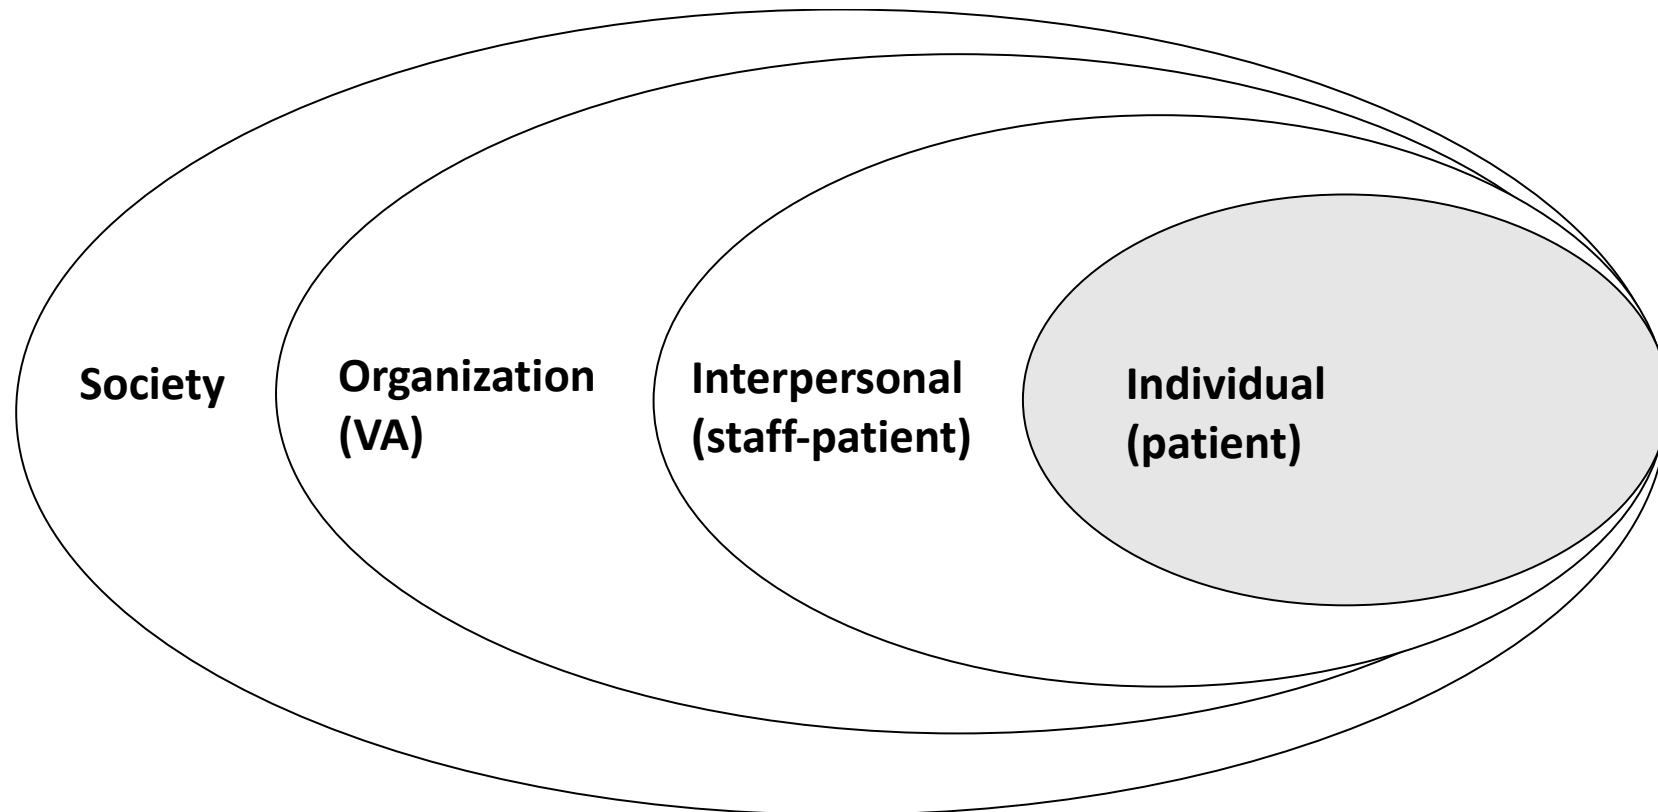 Society
Organization
(VA)
Interpersonal
(staff-patient)
Individual
(patient)